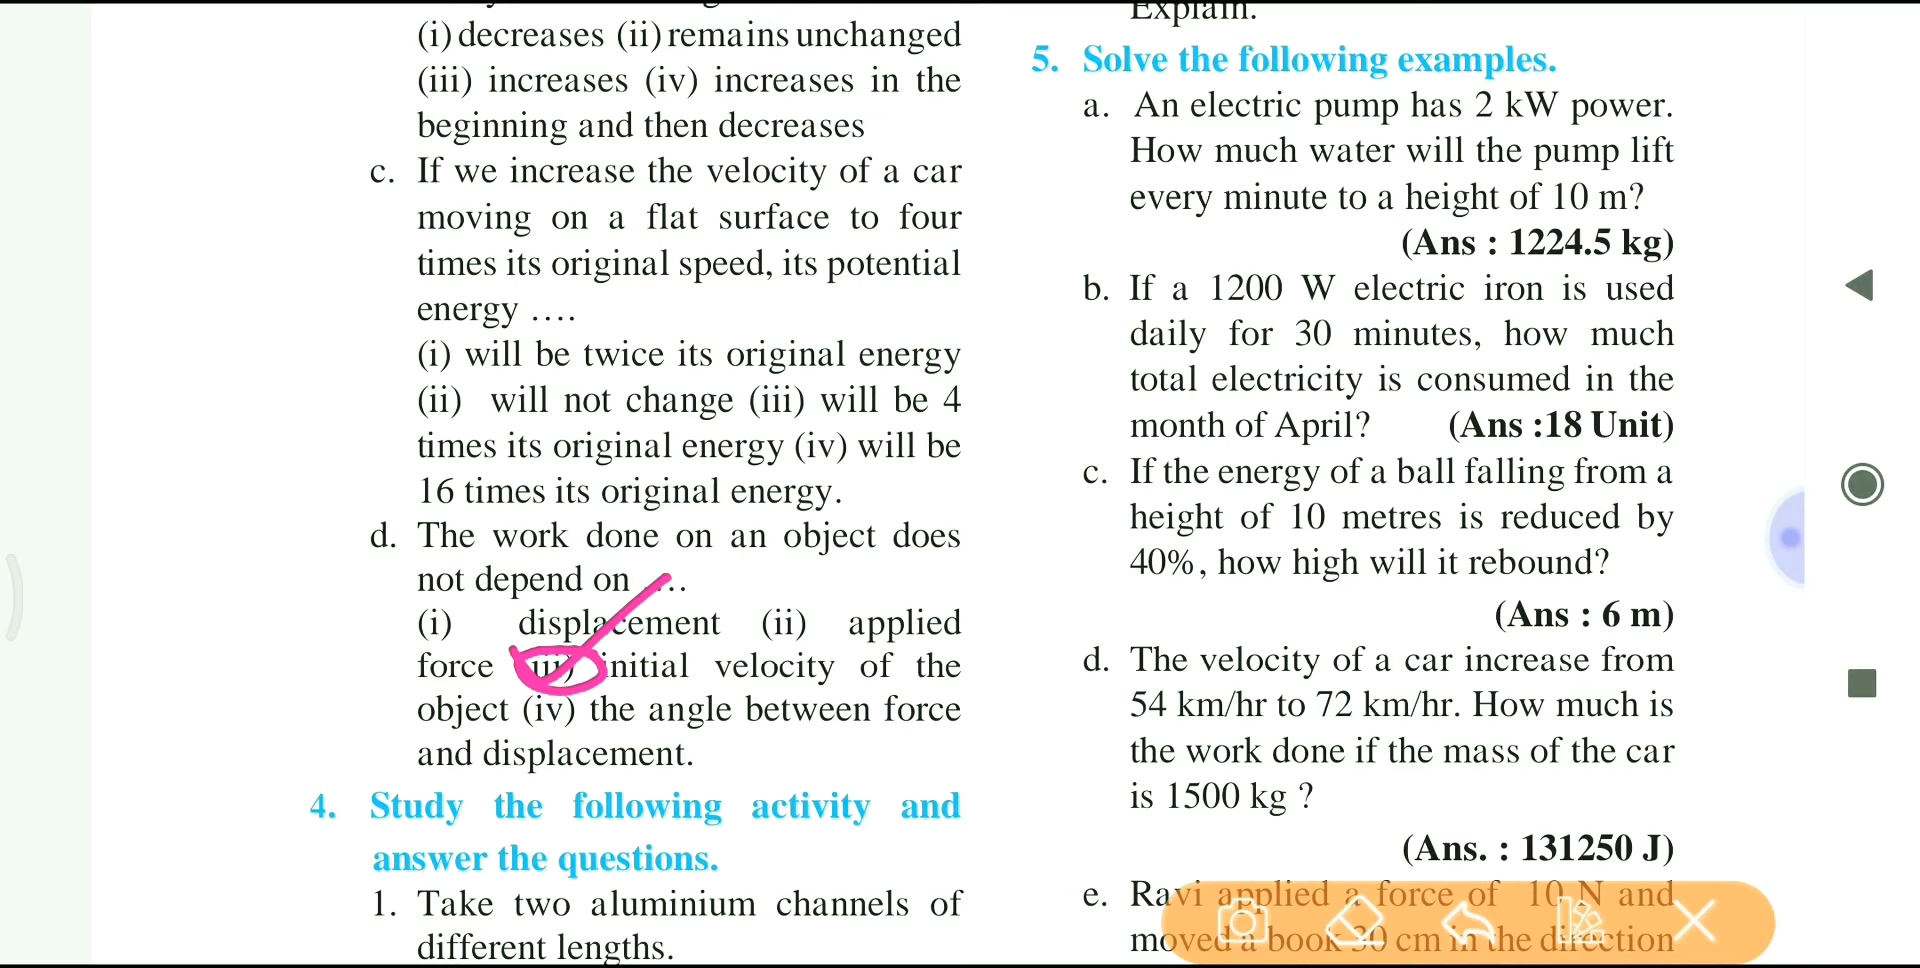 (i) decreases (ii) remains unchanged
(iii) increases (iv) increases in the
beginning and then decreases
c. If we increase the velocity of a car
moving on a flat surface to four
times its original speed, its potential
energy ....
(i) will be twice its original energy
(ii) will not change (iii) will be 4
times its original energy (iv) will be
16 times its original energy.
d. The work done on an object does
not depend on ....
(i) displacement (ii) applied
force (iii) initial velocity of the
object (iv) the angle between force
and displacement.
4. Study the following activity and
answer the questions.
1. Take two aluminium channels of
different lengths.
Explain.
5. Solve the following examples.
a. An electric pump has 2 kW power.
How much water will the pump lift
every minute to a height of 10 m?
(Ans : 1224.5 kg)
b. If a 1200 W electric iron is used
daily for 30 minutes, how much
total electricity is consumed in the
month of April? (Ans :18 Unit)
c. If the energy of a ball falling from a
height of 10 metres is reduced by
40%, how high will it rebound?
(Ans : 6 m)
d. The velocity of a car increase from
54 km/hr to 72 km/hr. How much is
the work done if the mass of the car
is 1500 kg ?
(Ans. : 131250 J)
e. Ravi applied a force of 10 N and
moved a book 30 cm in the direction